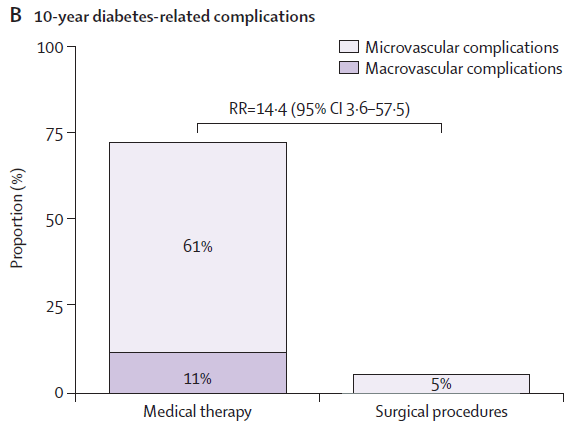 B 10-year diabetes-related complications
Microvascular complications
Macrovascular complications
RR=14·4 (95% CI 3·6–57·5)
100
75
50
25
0
Proportion (%)
61%
11%
5%
Medical therapy
Surgical procedures